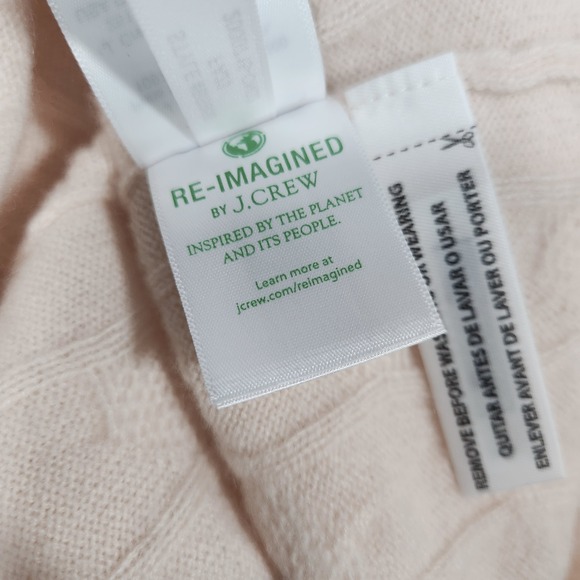 RE-IMAGINED
BY J.CREW
INSPIRED BY THE PLANET
AND ITS PEOPLE.
Learn more at
jcrew.com/reimagined
REMOVE BEFORE WEARING
QUITAR ANTES DE LAVAR O USAR
ENLEVER AVANT DE LAVER OU PORTER